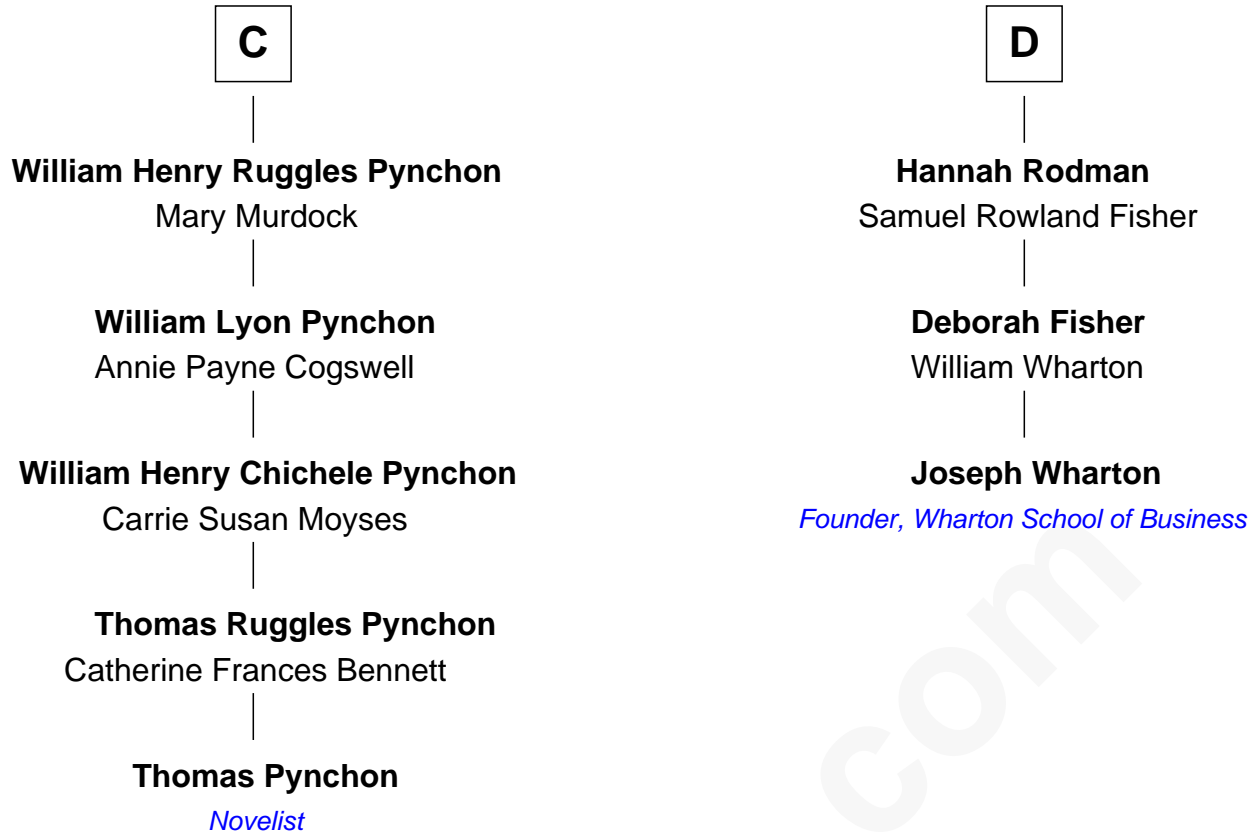 C
William Henry Ruggles Pynchon
Mary Murdock
William Lyon Pynchon
Annie Payne Cogswell
William Henry Chichele Pynchon
Carrie Susan Moyses
Thomas Ruggles Pynchon
Catherine Frances Bennett
Thomas Pynchon
Novelist
D
Hannah Rodman
Samuel Rowland Fisher
Deborah Fisher
William Wharton
Joseph Wharton
Founder, Wharton School of Business
com